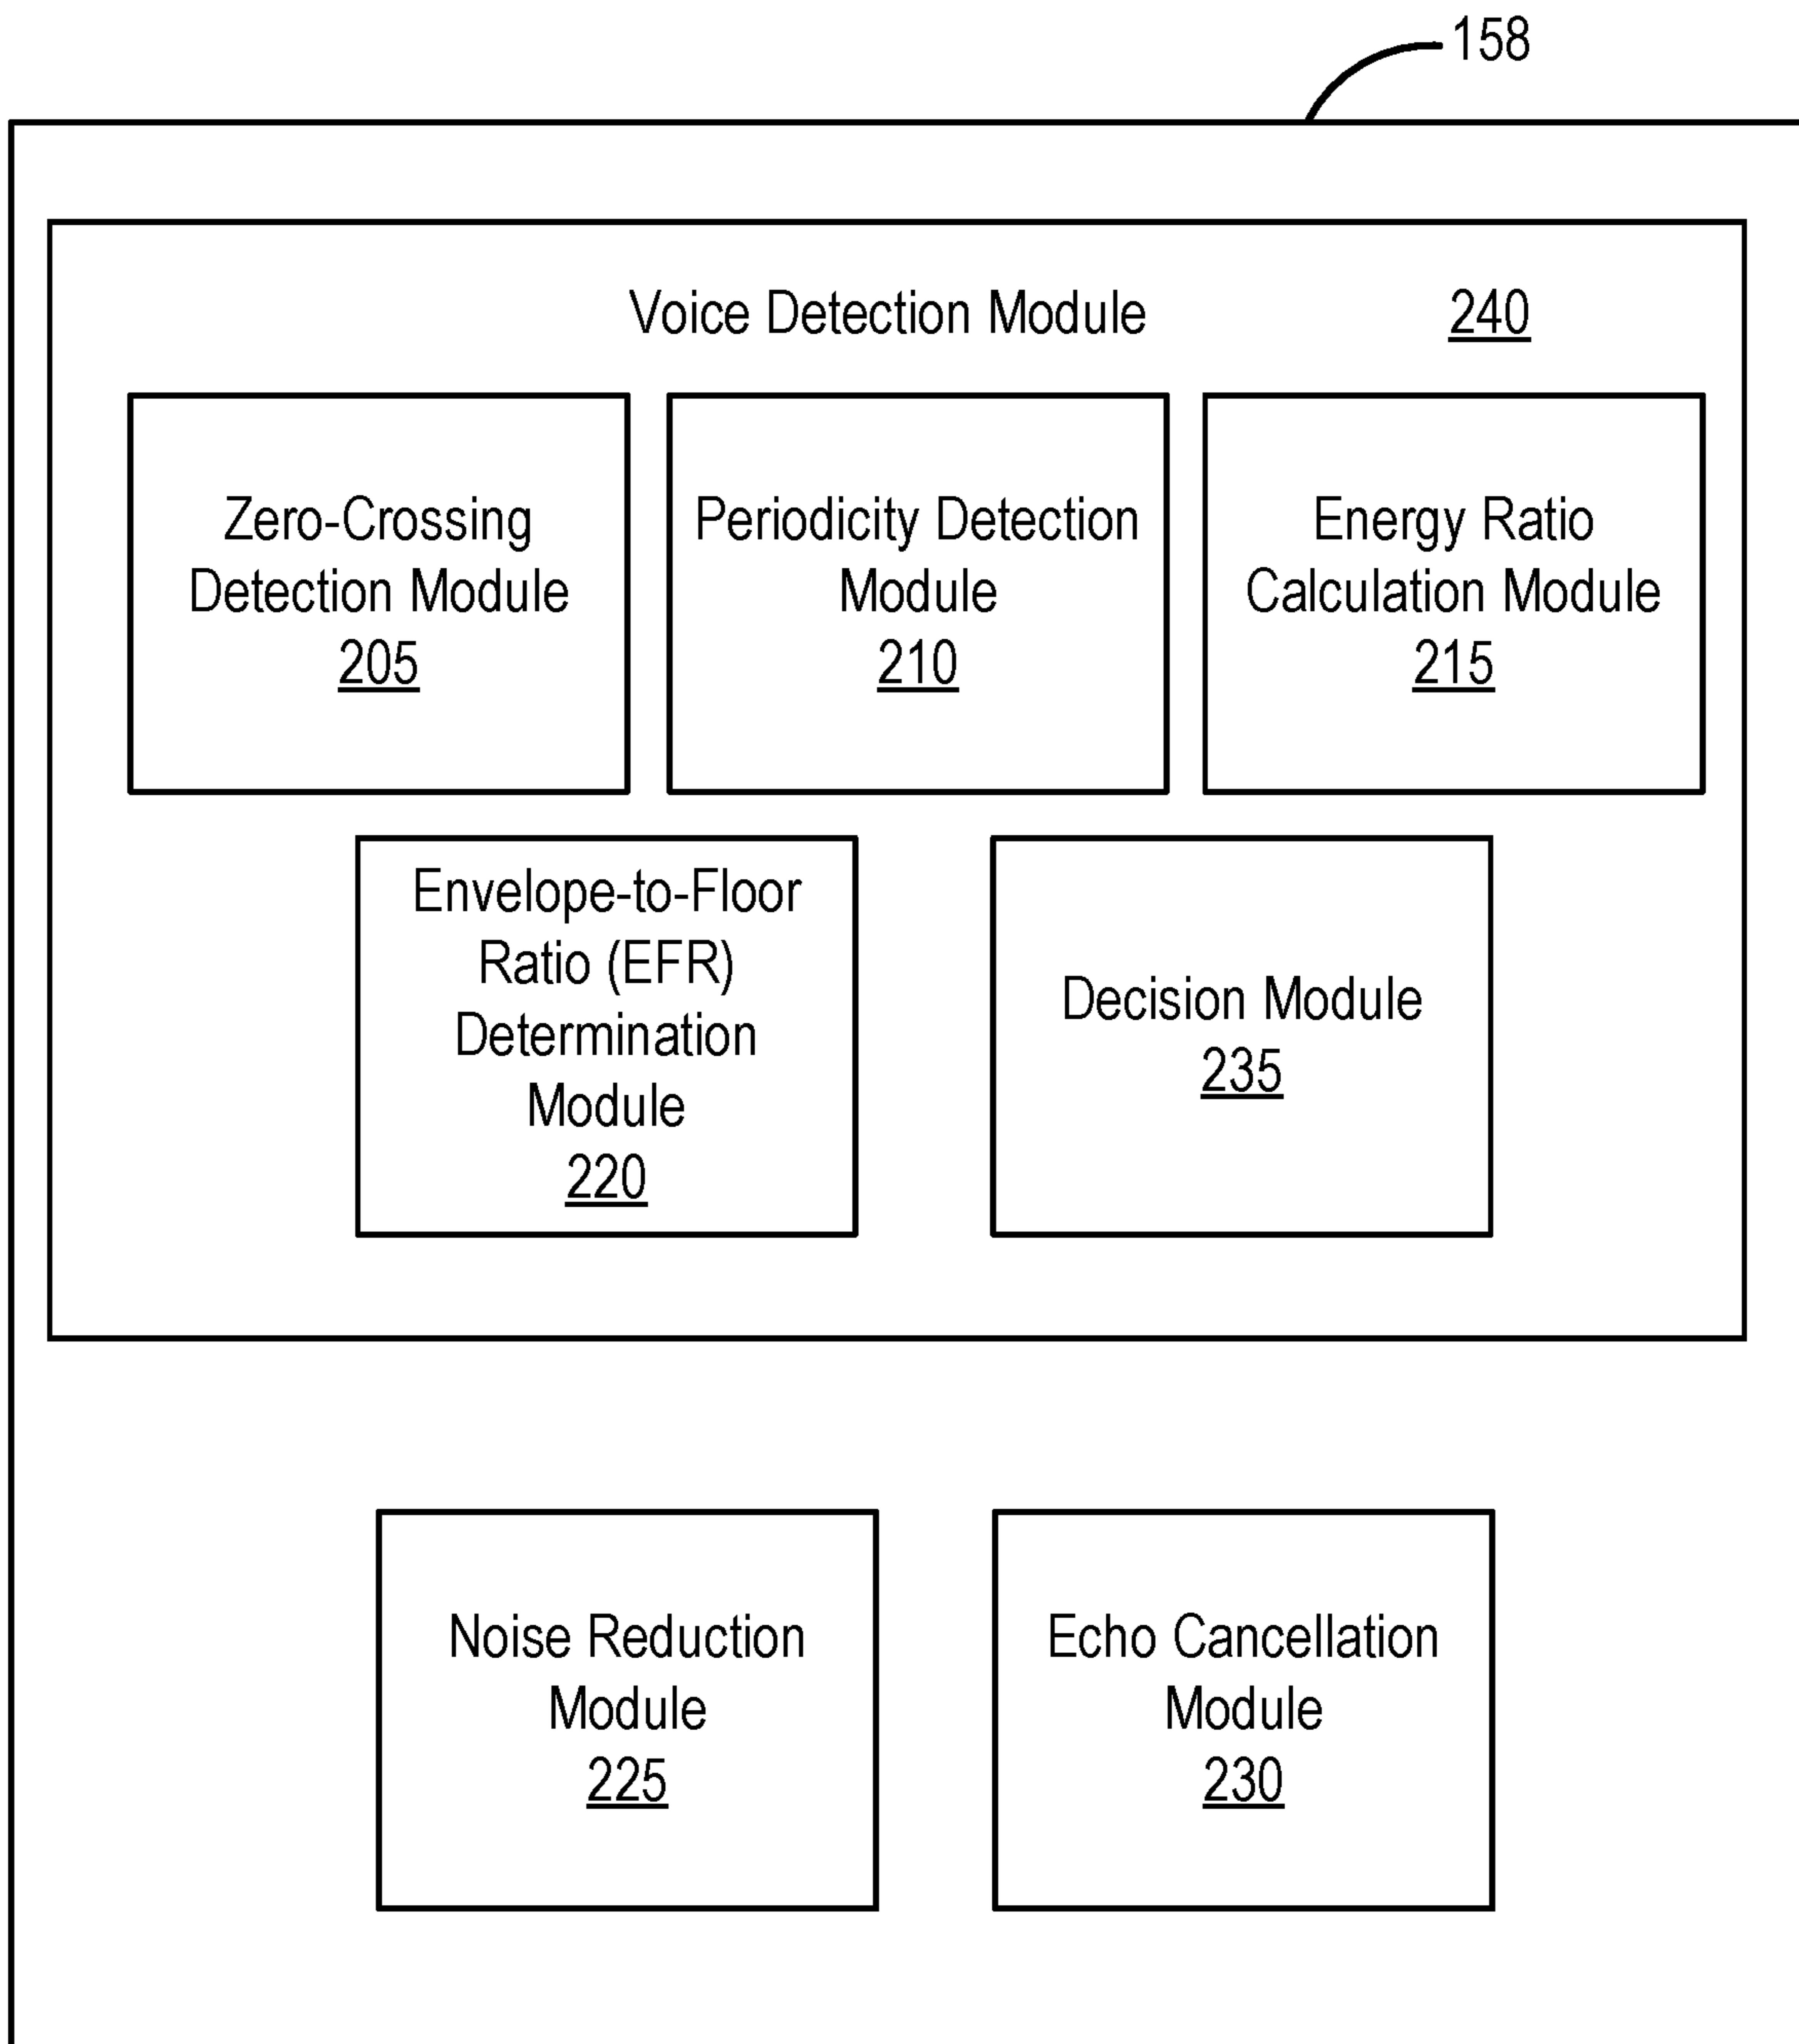 158
Voice Detection Module 240
Zero-Crossing
Detection Module
205
Periodicity Detection
Module
210
Energy Ratio
Calculation Module
215
Envelope-to-Floor
Ratio (EFR)
Determination
Module
220
Decision Module
235
Noise Reduction
Module
225
Echo Cancellation
Module
230